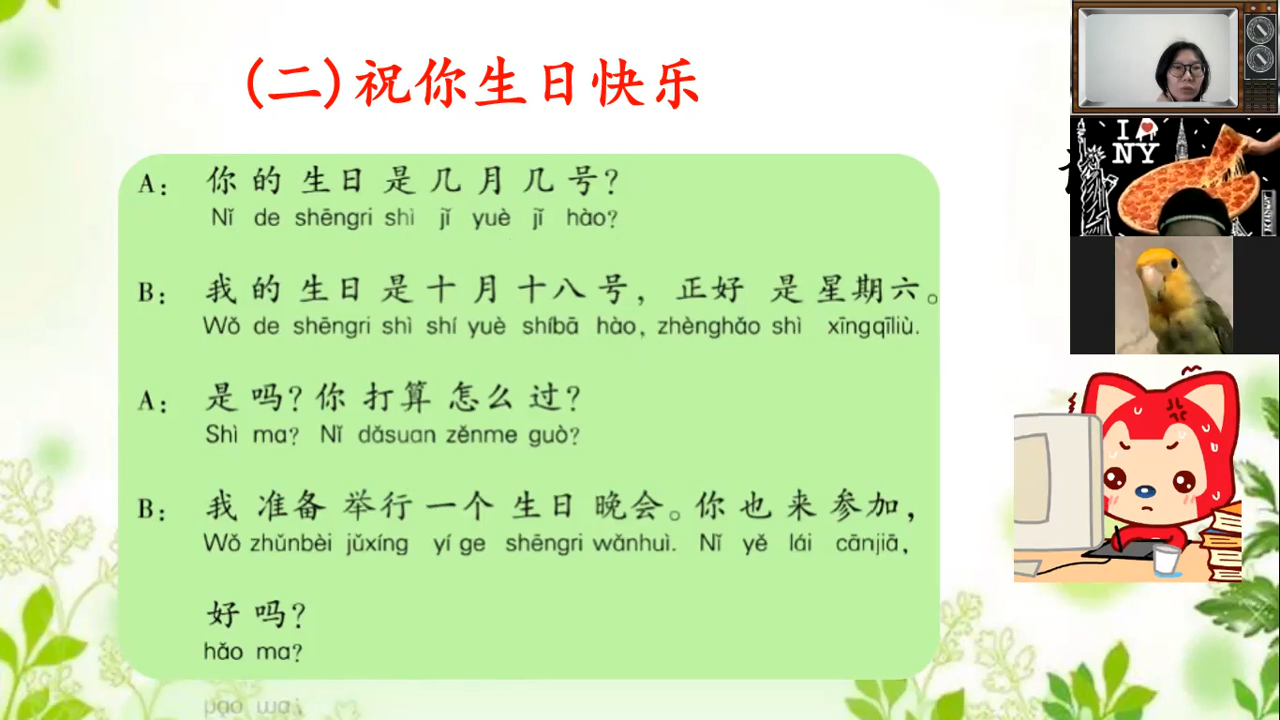 (二)祝你生日快乐
A： 你的生日是几月几号？
Nǐ de shēngri shì jǐ yuè jǐ hào?
B： 我的生日是十月十八号，正好是星期六。
Wǒ de shēngri shì shí yuè shíbā hào, zhènghǎo shì xīngqīliù.
A： 是吗？你打算怎么过？
Shì ma? Nǐ dǎsuan zěnme guò?
B： 我准备举行一个生日晚会。你也来参加，
Wǒ zhǔnbèi jǔxíng yí ge shēngri wǎnhuì. Nǐ yě lái cānjiā,
好吗？
hǎo ma?
I NY